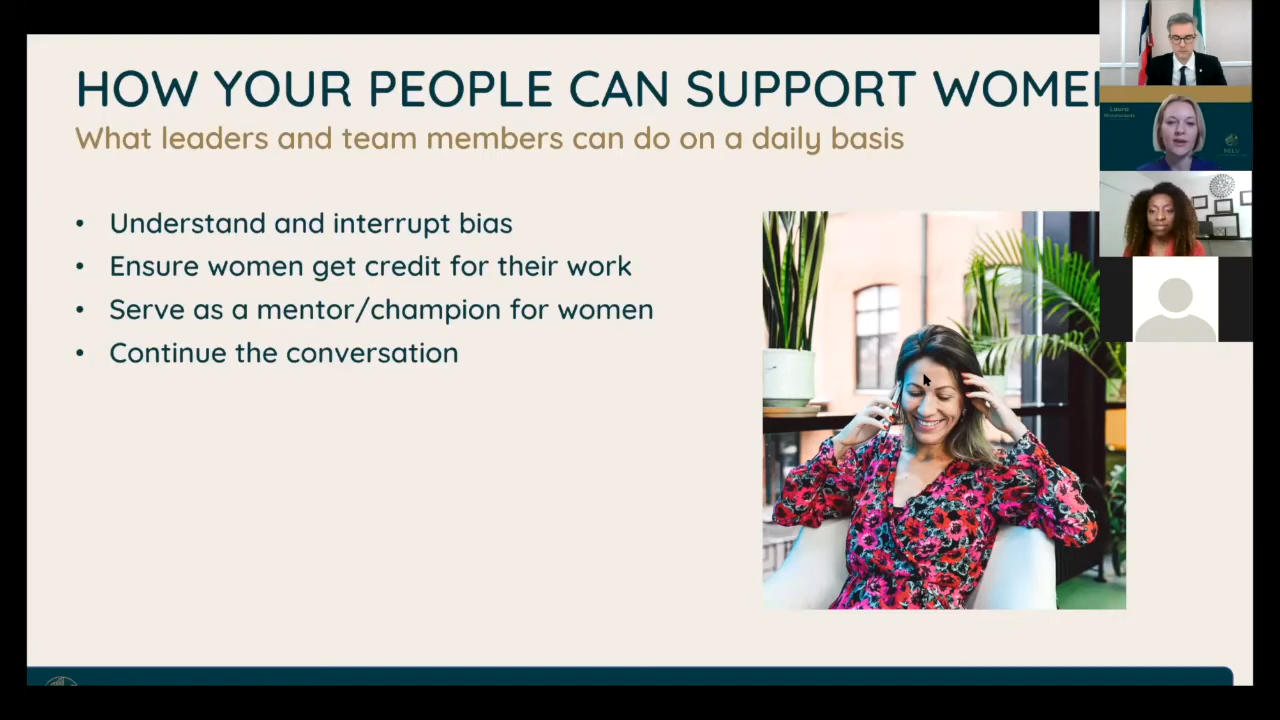 HOW YOUR PEOPLE CAN SUPPORT WOME
What leaders and team members can do on a daily basis
• Understand and interrupt bias
• Ensure women get credit for their work
• Serve as a mentor/champion for women
• Continue the conversation
Laura